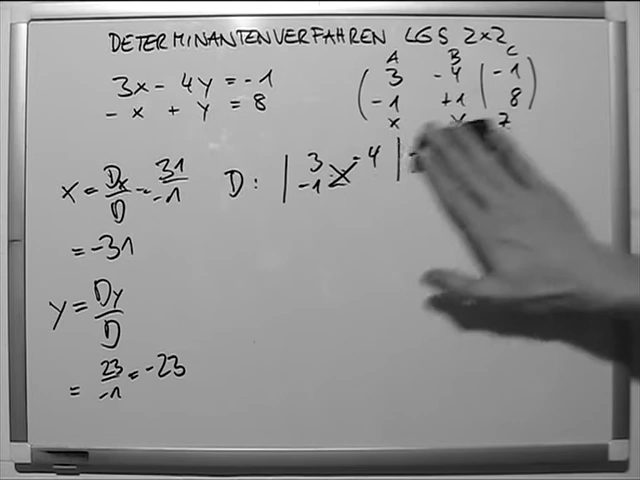 DETERMINANTENVERFAHREN LGS 2x2
3x - 4y = -1
- x + y = 8
A B C
( 3 -4 | -1 )
( -1 +1 | 8 )
x y z
x = Dx/D = 31/-1
= -31
D: | 3 -4 |
-1
y = Dy/D
= 23/-1 = -23